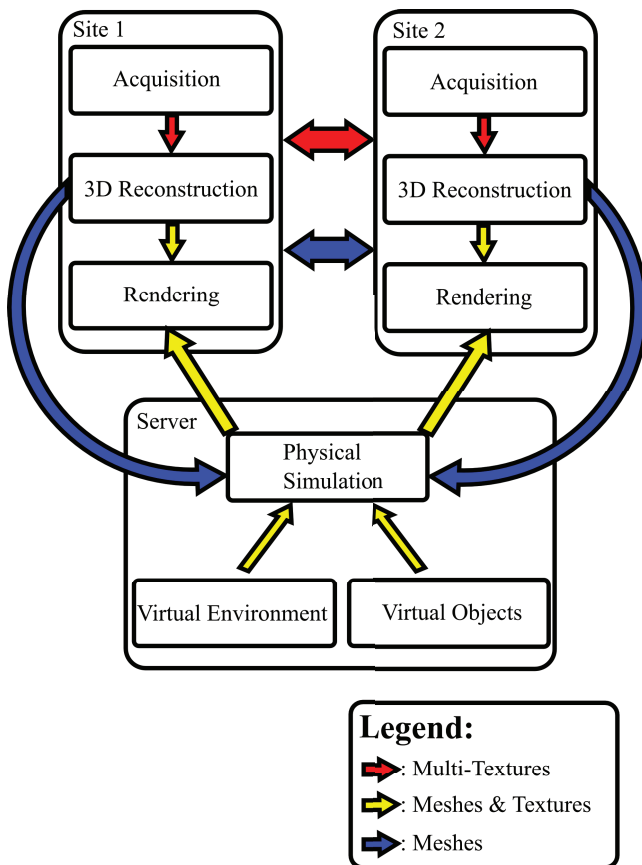 Site 1
Acquisition
3D Reconstruction
Rendering
Site 2
Acquisition
3D Reconstruction
Rendering
Server
Physical
Simulation
Virtual Environment
Virtual Objects
Legend:
: Multi-Textures
: Meshes & Textures
: Meshes